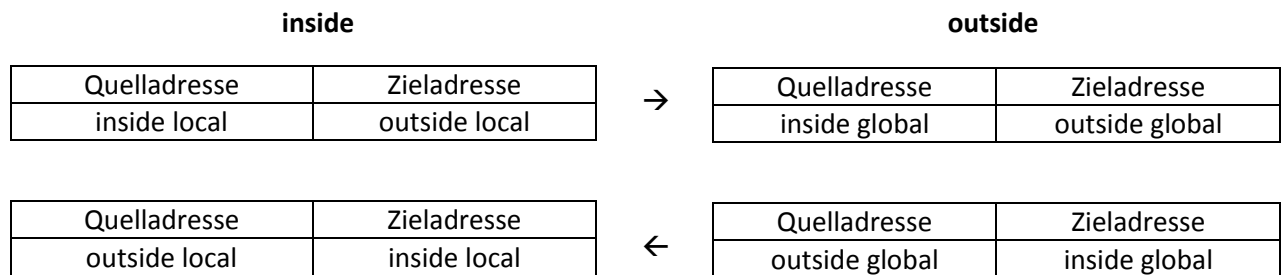 inside outside
Quelladresse Zieladresse → Quelladresse Zieladresse
inside local outside local inside global outside global
Quelladresse Zieladresse ← Quelladresse Zieladresse
outside local inside local outside global inside global